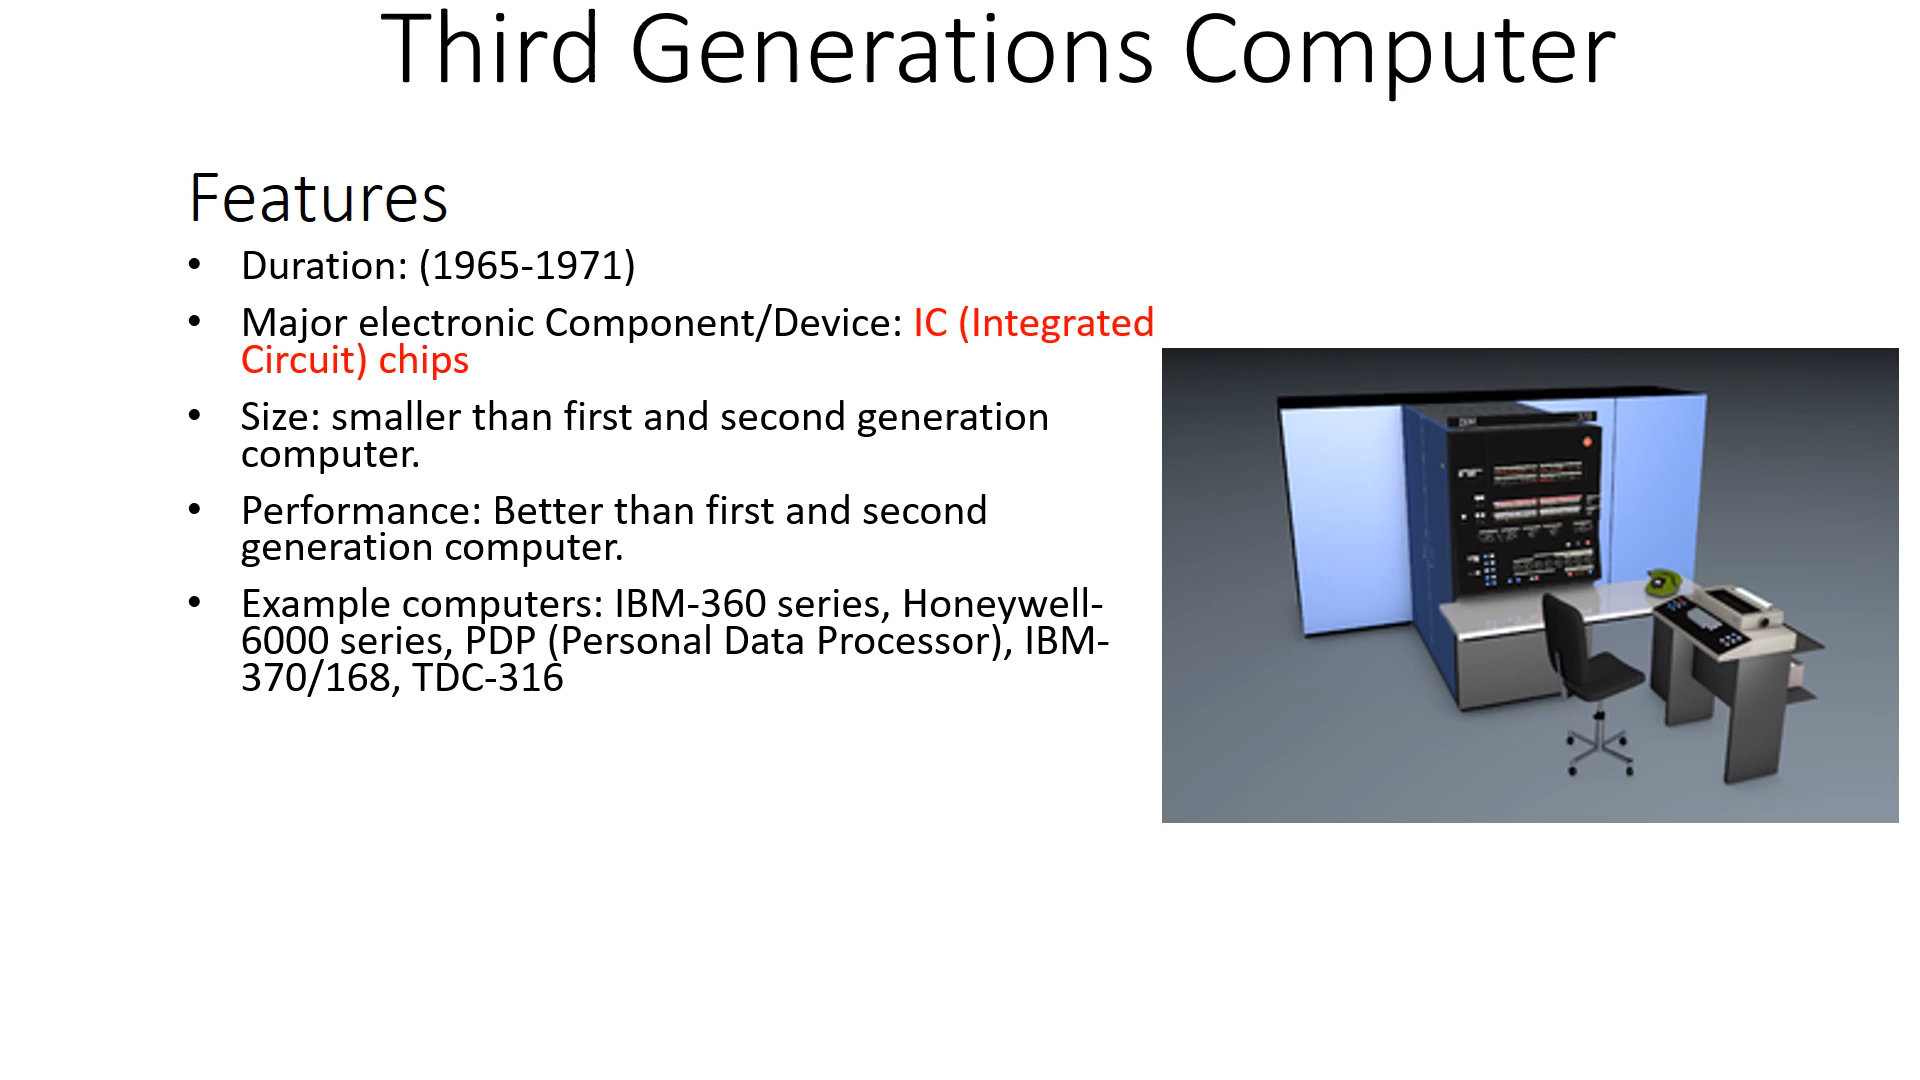 Third Generations Computer
Features
• Duration: (1965-1971)
• Major electronic Component/Device: IC (Integrated
Circuit) chips
• Size: smaller than first and second generation
computer.
• Performance: Better than first and second
generation computer.
• Example computers: IBM-360 series, Honeywell-
6000 series, PDP (Personal Data Processor), IBM-
370/168, TDC-316
IBM